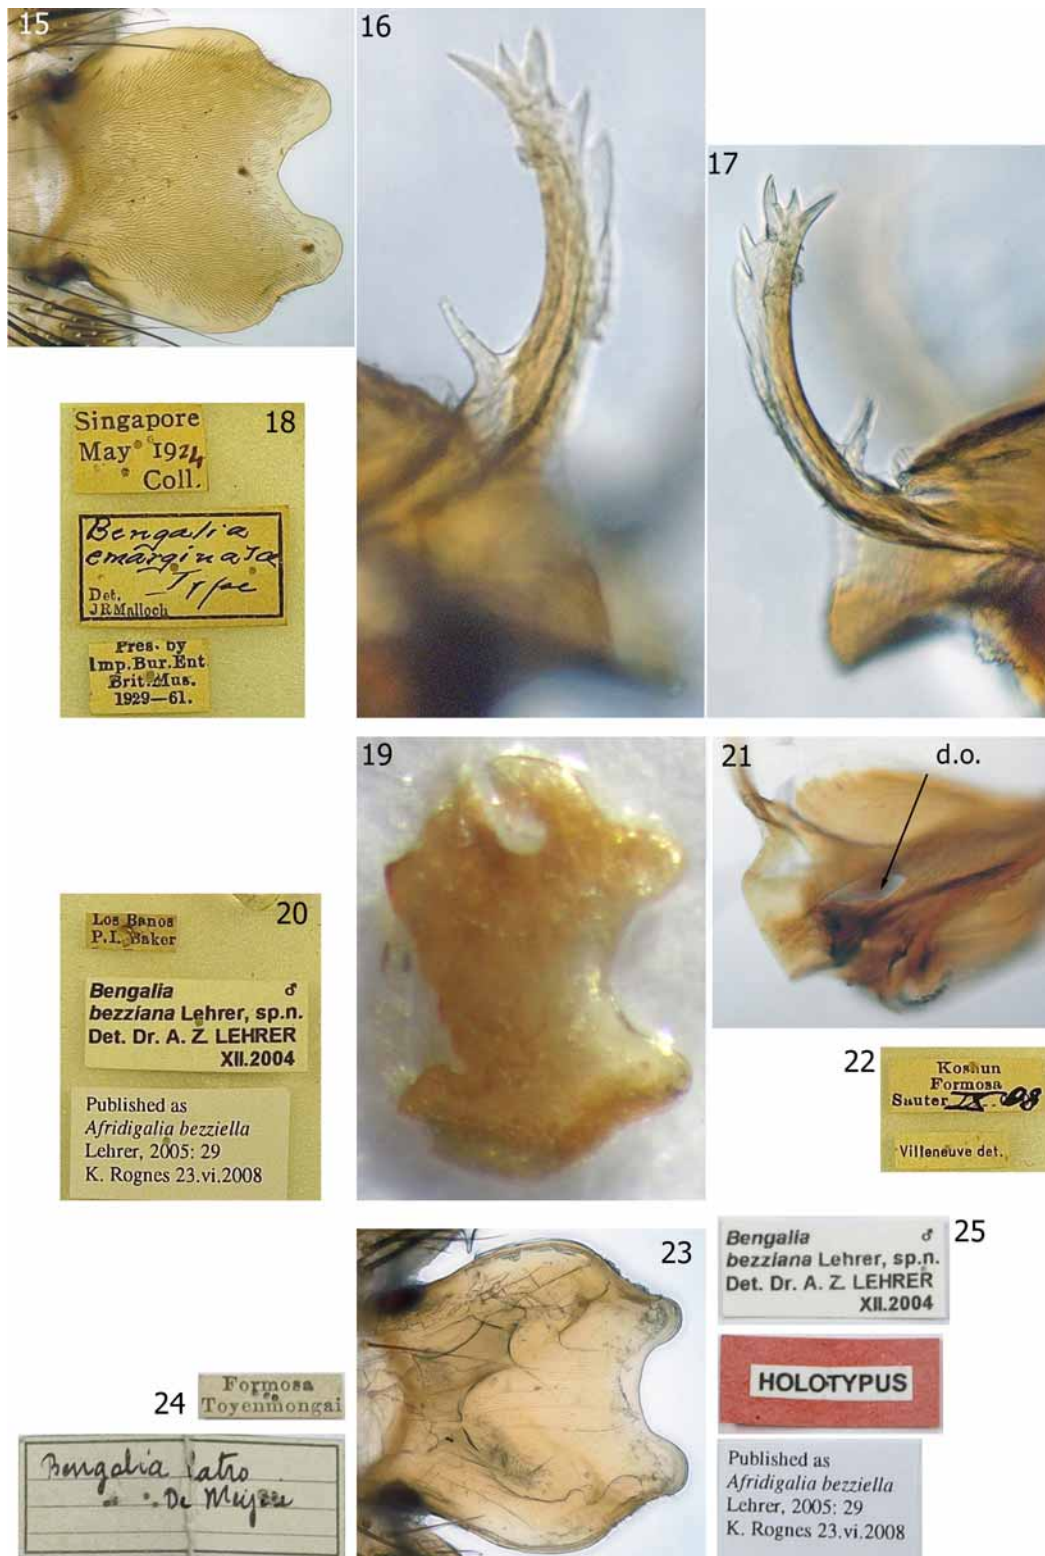 15
16
17
18
Singapore
May 1924
Coll.
Bengalia
emarginata
Type
Det.
J R Malloch
Pres. by
Imp.Bur.Ent.
Brit.Mus.
1929—61.
19
20
Los Banos
P.I. Baker
Bengalia ♂
bezziana Lehrer, sp.n.
Det. Dr. A. Z. LEHRER
XII.2004
Published as
Afridigalia bezziella
Lehrer, 2005: 29
K. Rognes 23.vi.2008
21
d.o.
22
Koshun
Formosa
Sauter IX 08
Villeneuve det.
23
24
Formosa
Toyenmongai
Bengalia latro
De Meijere
25
Bengalia ♂
bezziana Lehrer, sp.n.
Det. Dr. A. Z. LEHRER
XII.2004
HOLOTYPUS
Published as
Afridigalia bezziella
Lehrer, 2005: 29
K. Rognes 23.vi.2008